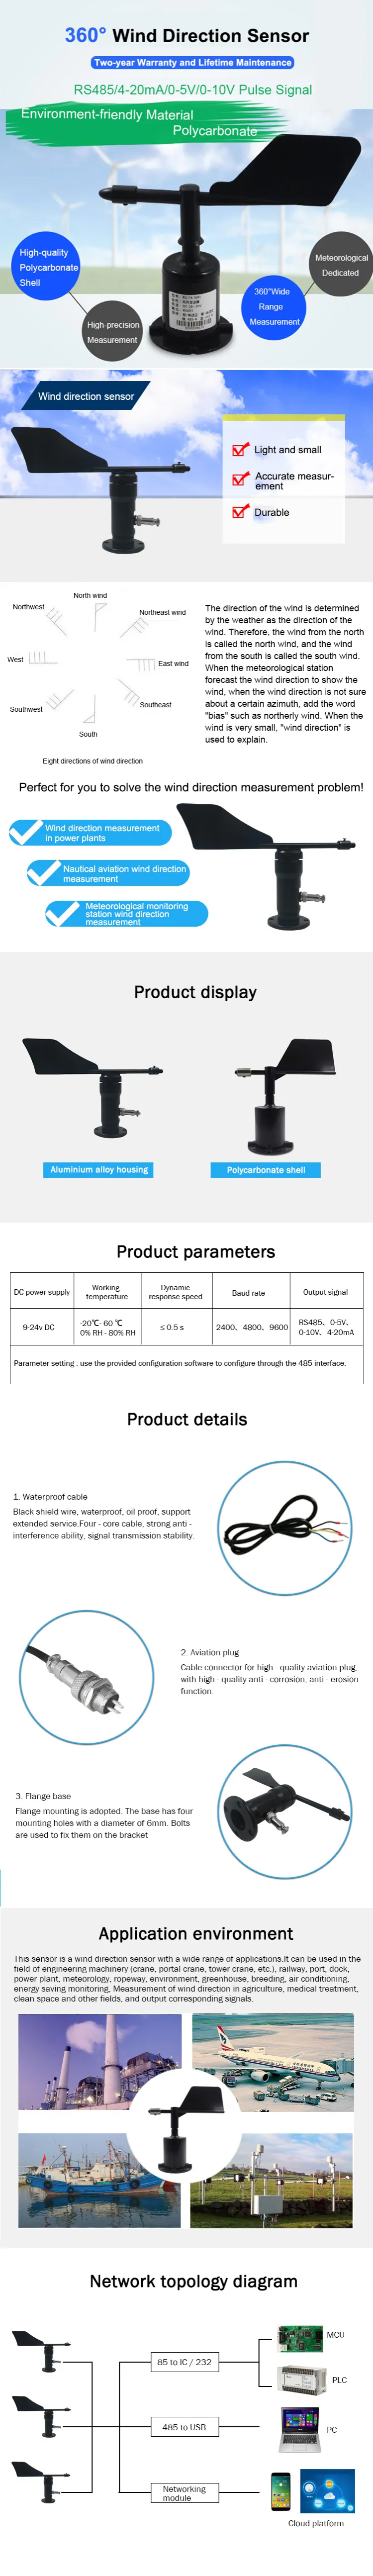 360° Wind Direction Sensor
Two-year Warranty and Lifetime Maintenance
RS485/4-20mA/0-5V/0-10V Pulse Signal
Environment-friendly Material
Polycarbonate
High-quality
Polycarbonate
Shell
High-precision
Measurement
Meteorological
Dedicated
360°Wide
Range
Measurement
Wind direction sensor
Light and small
Accurate measur-
ement
Durable
North wind
Northwest
Northeast wind
West
East wind
Southwest
Southeast
South
Eight directions of wind direction
The direction of the wind is determined
by the weather as the direction of the
wind. Therefore, the wind from the north
is called the north wind, and the wind
from the south is called the south wind.
When the meteorological station
forecast the wind direction to show the
wind, when the wind direction is not sure
about a certain azimuth, add the word
"bias" such as northerly wind. When the
wind is very small, "wind direction" is
used to explain.
Perfect for you to solve the wind direction measurement problem!
Wind direction measurement
in power plants
Nautical aviation wind direction
measurement
Meteorological monitoring
station wind direction
measurement
Product display
Aluminium alloy housing
Polycarbonate shell
Product parameters
DC power supply
Working
temperature
Dynamic
response speed
Baud rate
Output signal
9-24v DC
-20℃- 60 ℃
0% RH - 80% RH
≤ 0.5 s
2400、4800、9600
RS485、0-5V、
0-10V、4-20mA
Parameter setting : use the provided configuration software to configure through the 485 interface.
Product details
1. Waterproof cable
Black shield wire, waterproof, oil proof, support
extended service.Four - core cable, strong anti -
interference ability, signal transmission stability.
2. Aviation plug
Cable connector for high - quality aviation plug,
with high - quality anti - corrosion, anti - erosion
function.
3. Flange base
Flange mounting is adopted. The base has four
mounting holes with a diameter of 6mm. Bolts
are used to fix them on the bracket
Application environment
This sensor is a wind direction sensor with a wide range of applications.It can be used in the
field of engineering machinery (crane, portal crane, tower crane, etc.), railway, port, dock,
power plant, meteorology, ropeway, environment, greenhouse, breeding, air conditioning,
energy saving monitoring, Measurement of wind direction in agriculture, medical treatment,
clean space and other fields, and output corresponding signals.
Network topology diagram
85 to IC / 232
MCU
PLC
485 to USB
PC
Networking
module
Cloud platform